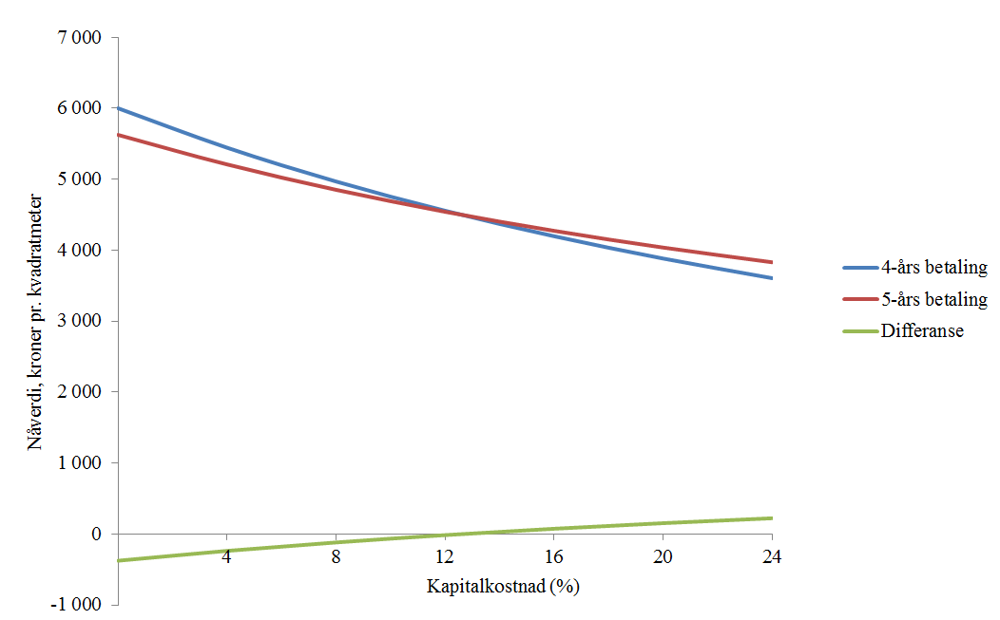 7 000
6 000
5 000
4 000
3 000
2 000
1 000
0
-1 000
Nåverdi, kroner pr. kvadratmeter
4 8 12 16 20 24
Kapitalkostnad (%)
4-års betaling
5-års betaling
Differanse